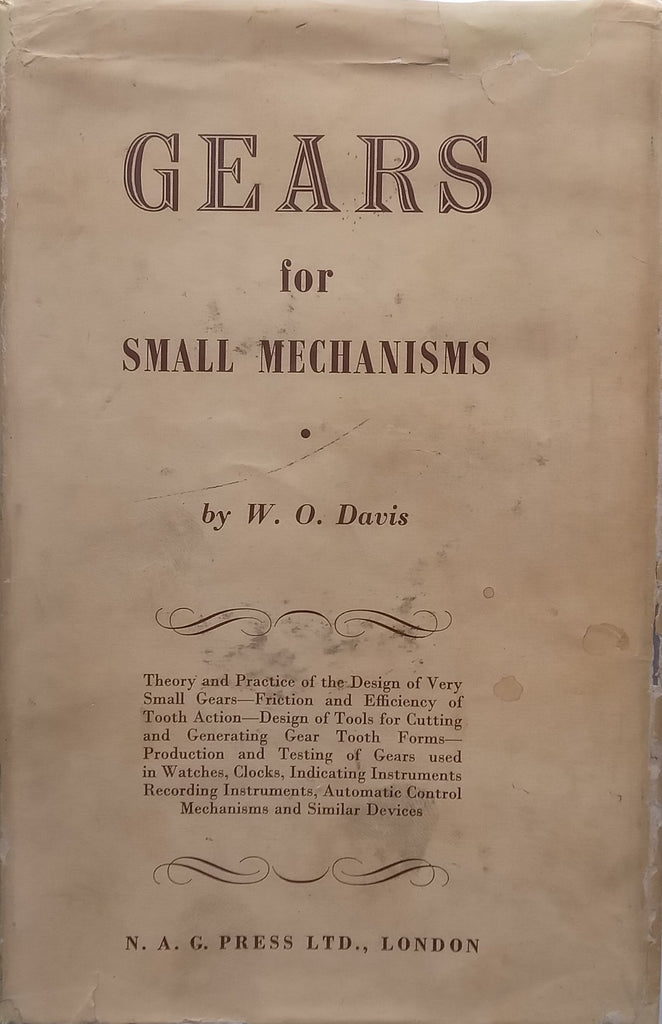 GEARS
for
SMALL MECHANISMS
•
by W. O. Davis
Theory and Practice of the Design of Very
Small Gears—Friction and Efficiency of
Tooth Action—Design of Tools for Cutting
and Generating Gear Tooth Forms—
Production and Testing of Gears used
in Watches, Clocks, Indicating Instruments
Recording Instruments, Automatic Control
Mechanisms and Similar Devices
N. A. G. PRESS LTD., LONDON